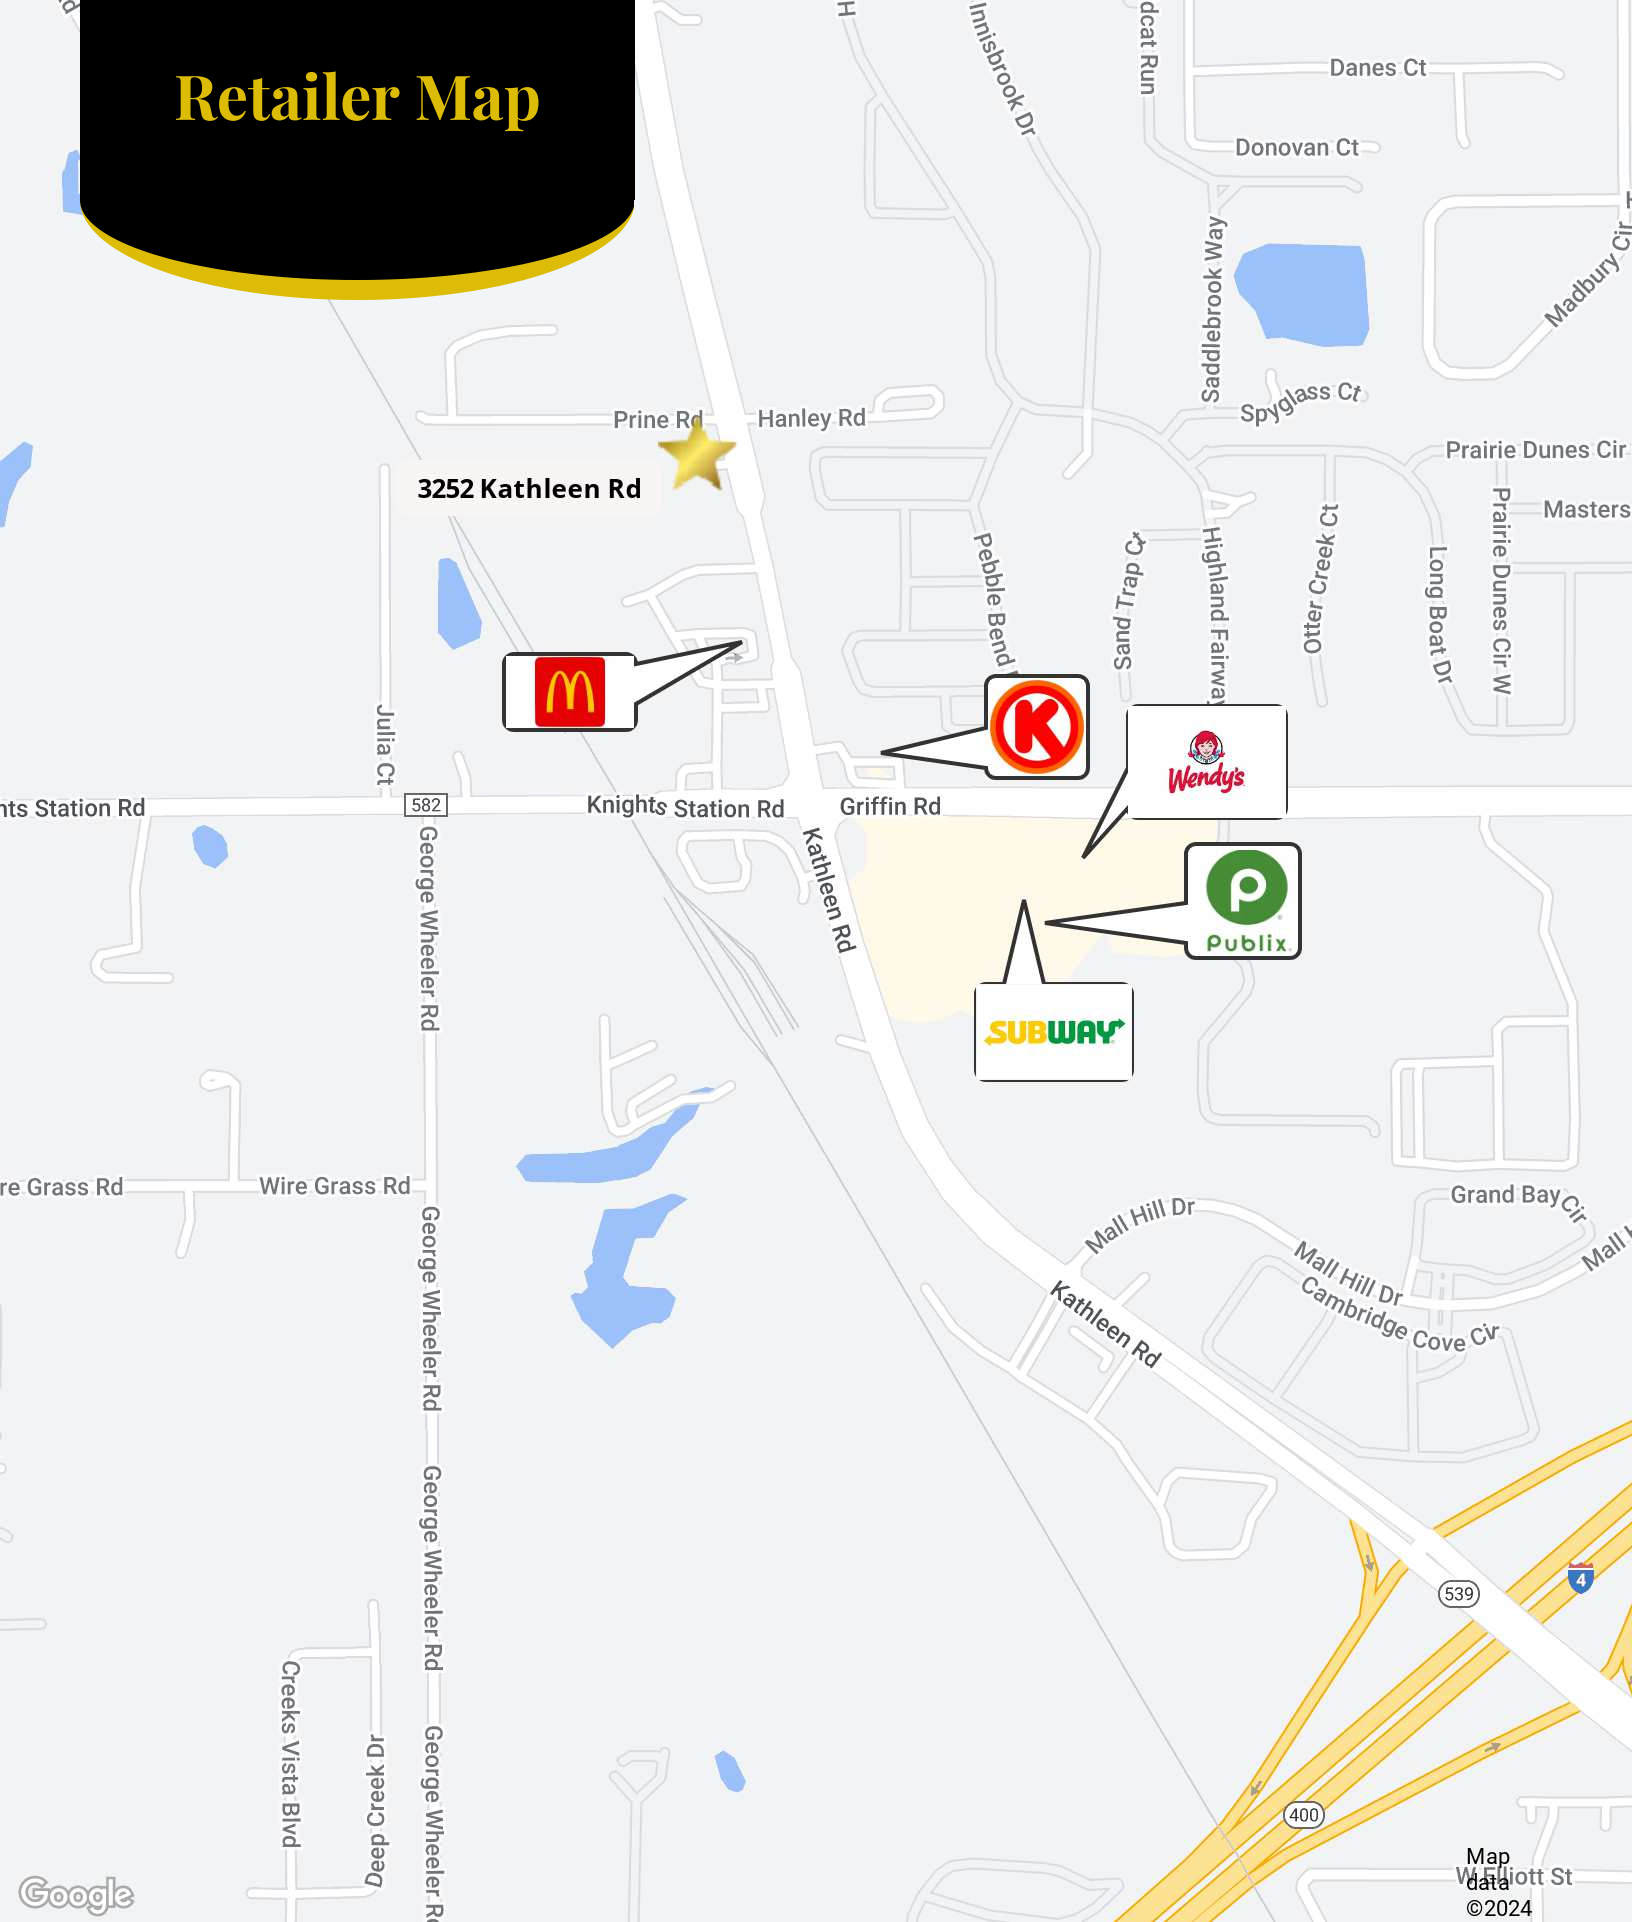 Retailer Map
Innisbrook Dr
dcat Run
Danes Ct
Donovan Ct
Saddlebrook Way
Madbury Cir
Spyglass Ct
Prine Rd
Hanley Rd
3252 Kathleen Rd
Prairie Dunes Cir
Masters
Pebble Bend
Sand Trap Ct
Highland Fairway
Otter Creek Ct
Long Boat Dr
Prairie Dunes Cir W
Julia Ct
K
Wendy's
nts Station Rd
582
Knights Station Rd
Griffin Rd
Kathleen Rd
George Wheeler Rd
Publix
SUBWAY
re Grass Rd
Wire Grass Rd
George Wheeler Rd
Mall Hill Dr
Grand Bay Cir
Mall Hill Dr
Mall H
Cambridge Cove Cir
Kathleen Rd
George Wheeler Rd
4
539
Creeks Vista Blvd
Deep Creek Dr
George Wheeler Rd
400
W Elliott St
Map
data
©2024
Google